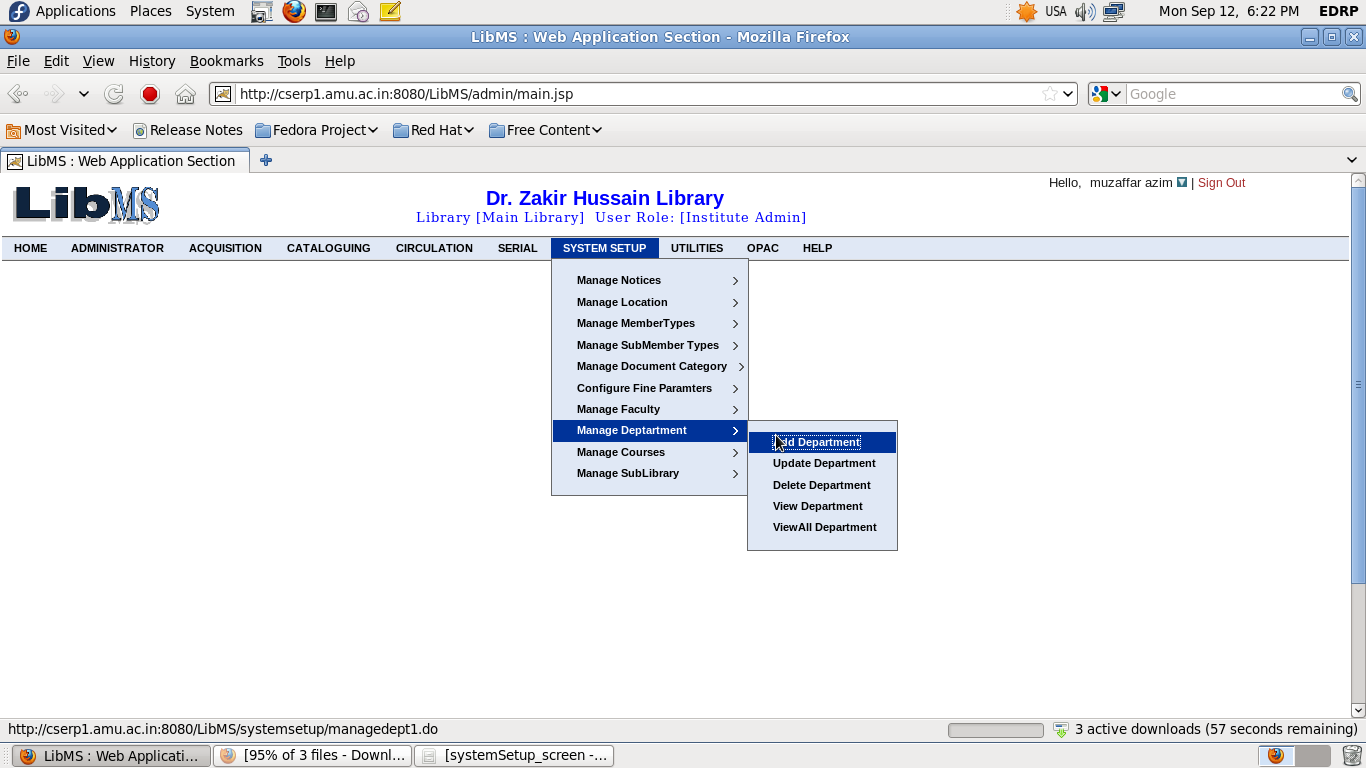 Applications Places System USA Mon Sep 12, 6:22 PM EDRP
LibMS : Web Application Section - Mozilla Firefox
File Edit View History Bookmarks Tools Help
http://cserp1.amu.ac.in:8080/LibMS/admin/main.jsp Google
Most Visited Release Notes Fedora Project Red Hat Free Content
LibMS : Web Application Section
Hello, muzaffar azim | Sign Out
LibMS
Dr. Zakir Hussain Library
Library [Main Library] User Role: [Institute Admin]
HOME ADMINISTRATOR ACQUISITION CATALOGUING CIRCULATION SERIAL SYSTEM SETUP UTILITIES OPAC HELP
Manage Notices
Manage Location
Manage MemberTypes
Manage SubMember Types
Manage Document Category
Configure Fine Paramters
Manage Faculty
Manage Deptartment
Manage Courses
Manage SubLibrary
Add Department
Update Department
Delete Department
View Department
ViewAll Department
http://cserp1.amu.ac.in:8080/LibMS/systemsetup/managedept1.do 3 active downloads (57 seconds remaining)
LibMS : Web Applicati... [95% of 3 files - Downl... [systemSetup_screen -...